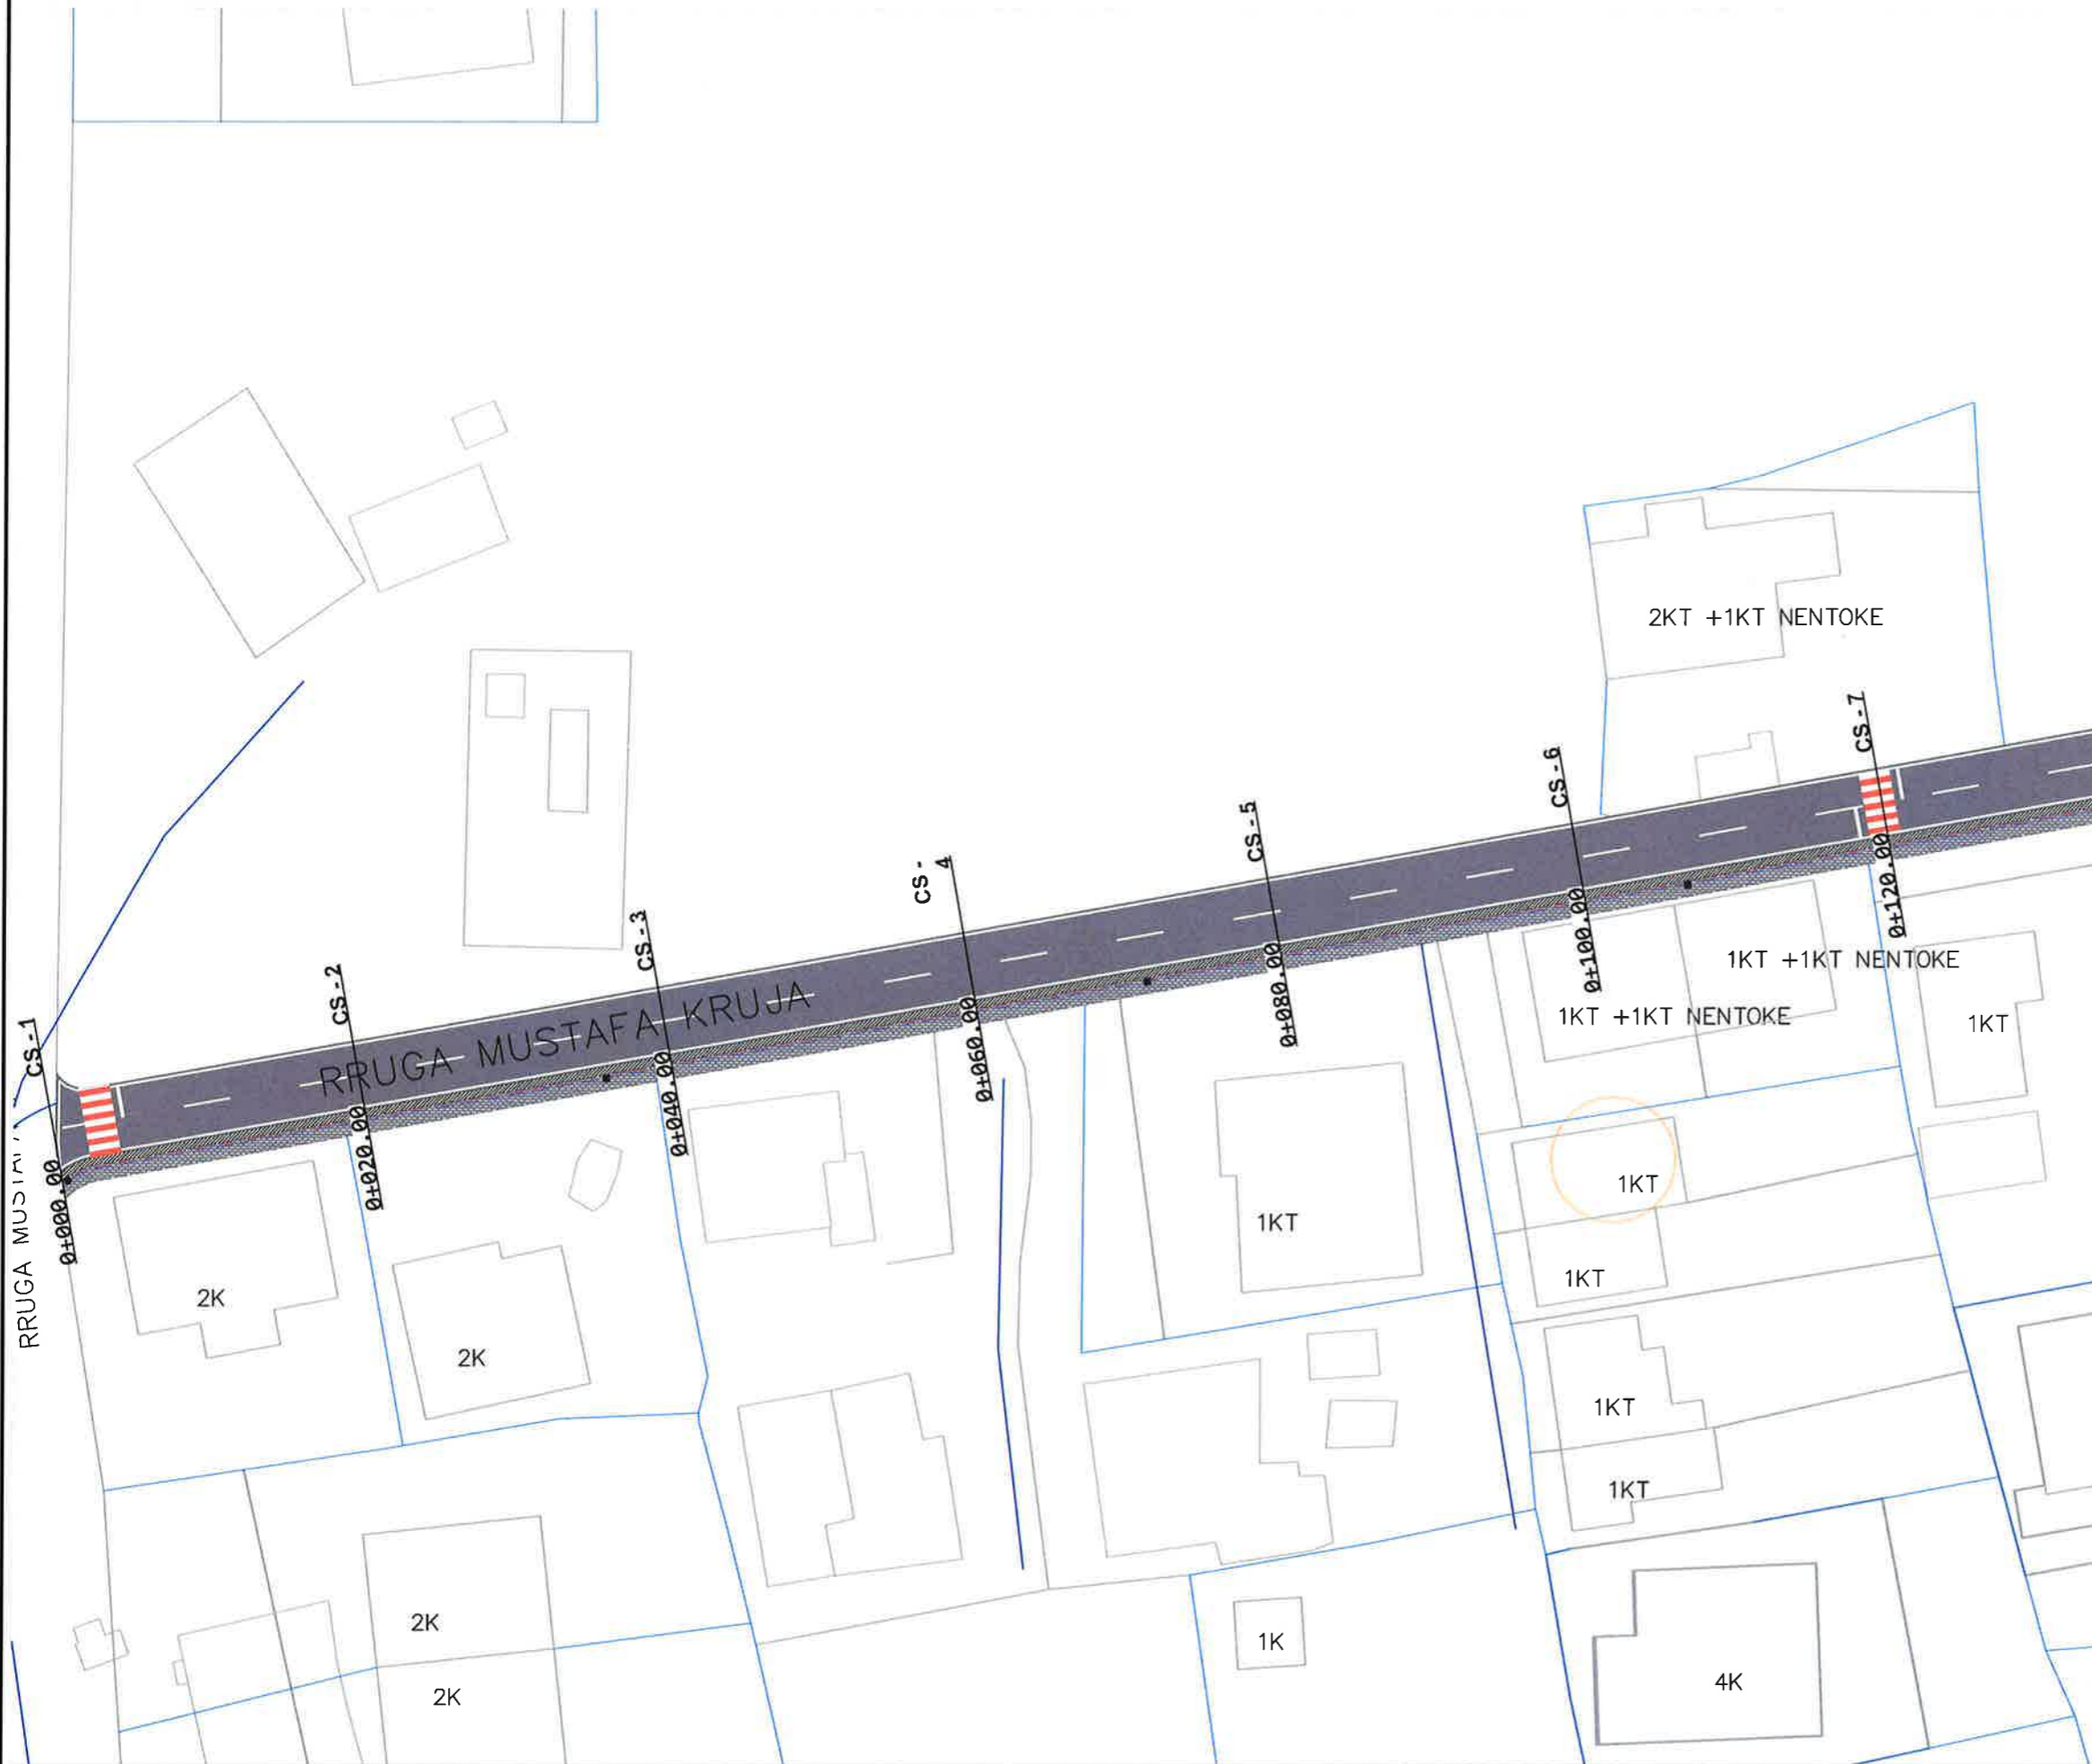 2KT +1KT NENTOKE
CS-7
CS-6
CS-5
CS-
4
CS-3
CS-2
CS-1
RRUGA MUSTAFA KRUJA
0+120.00
0+100.00
0+080.00
0+060.00
0+040.00
0+020.00
0+000.00
1KT +1KT NENTOKE
1KT +1KT NENTOKE
1KT
RRUGA
1KT
1KT
1KT
2K
2K
1KT
1KT
2K
1K
4K
2K